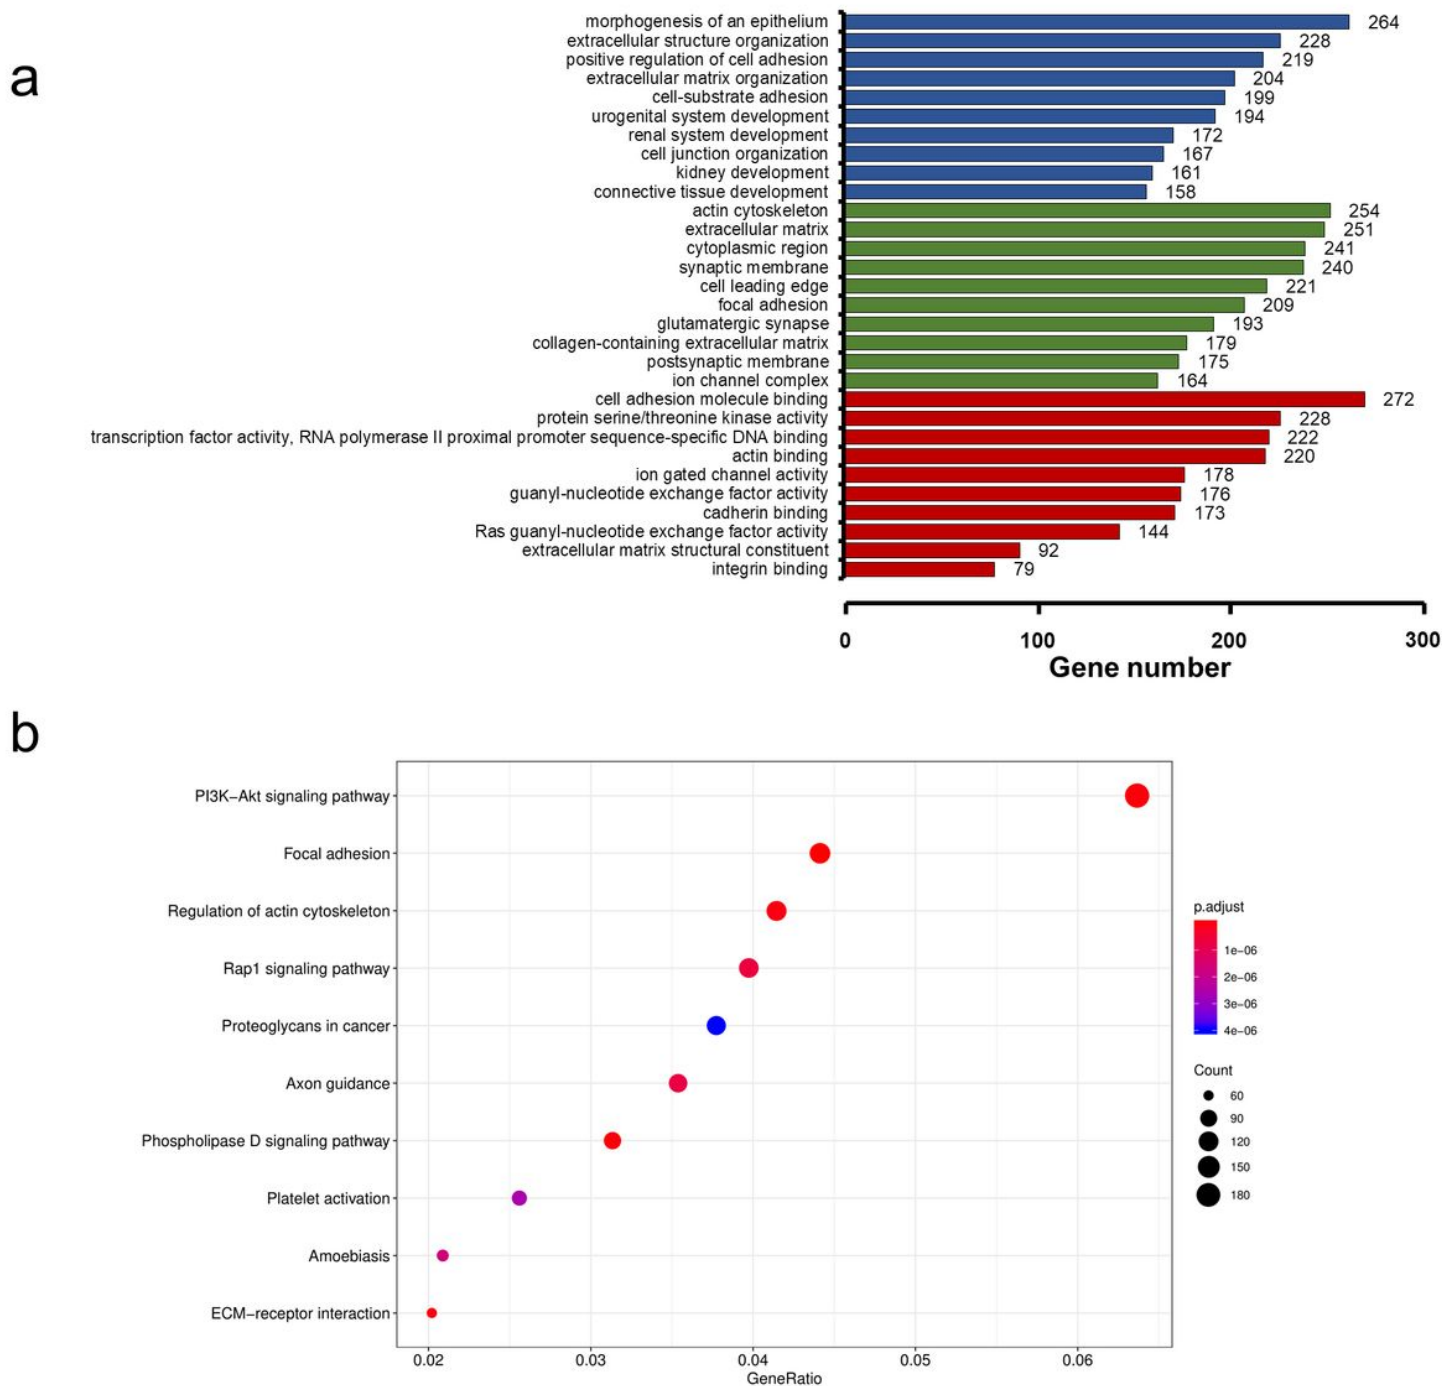 a
morphogenesis of an epithelium 264
extracellular structure organization 228
positive regulation of cell adhesion 219
extracellular matrix organization 204
cell-substrate adhesion 199
urogenital system development 194
renal system development 172
cell junction organization 167
kidney development 161
connective tissue development 158
actin cytoskeleton 254
extracellular matrix 251
cytoplasmic region 241
synaptic membrane 240
cell leading edge 221
focal adhesion 209
glutamatergic synapse 193
collagen-containing extracellular matrix 179
postsynaptic membrane 175
ion channel complex 164
cell adhesion molecule binding 272
protein serine/threonine kinase activity 228
transcription factor activity, RNA polymerase II proximal promoter sequence-specific DNA binding 222
actin binding 220
ion gated channel activity 178
guanyl-nucleotide exchange factor activity 176
cadherin binding 173
Ras guanyl-nucleotide exchange factor activity 144
extracellular matrix structural constituent 92
integrin binding 79
0 100 200 300
Gene number
b
PI3K−Akt signaling pathway
Focal adhesion
Regulation of actin cytoskeleton
Rap1 signaling pathway
Proteoglycans in cancer
Axon guidance
Phospholipase D signaling pathway
Platelet activation
Amoebiasis
ECM−receptor interaction
0.02 0.03 0.04 0.05 0.06
GeneRatio
p.adjust
1e−06
2e−06
3e−06
4e−06
Count
60
90
120
150
180